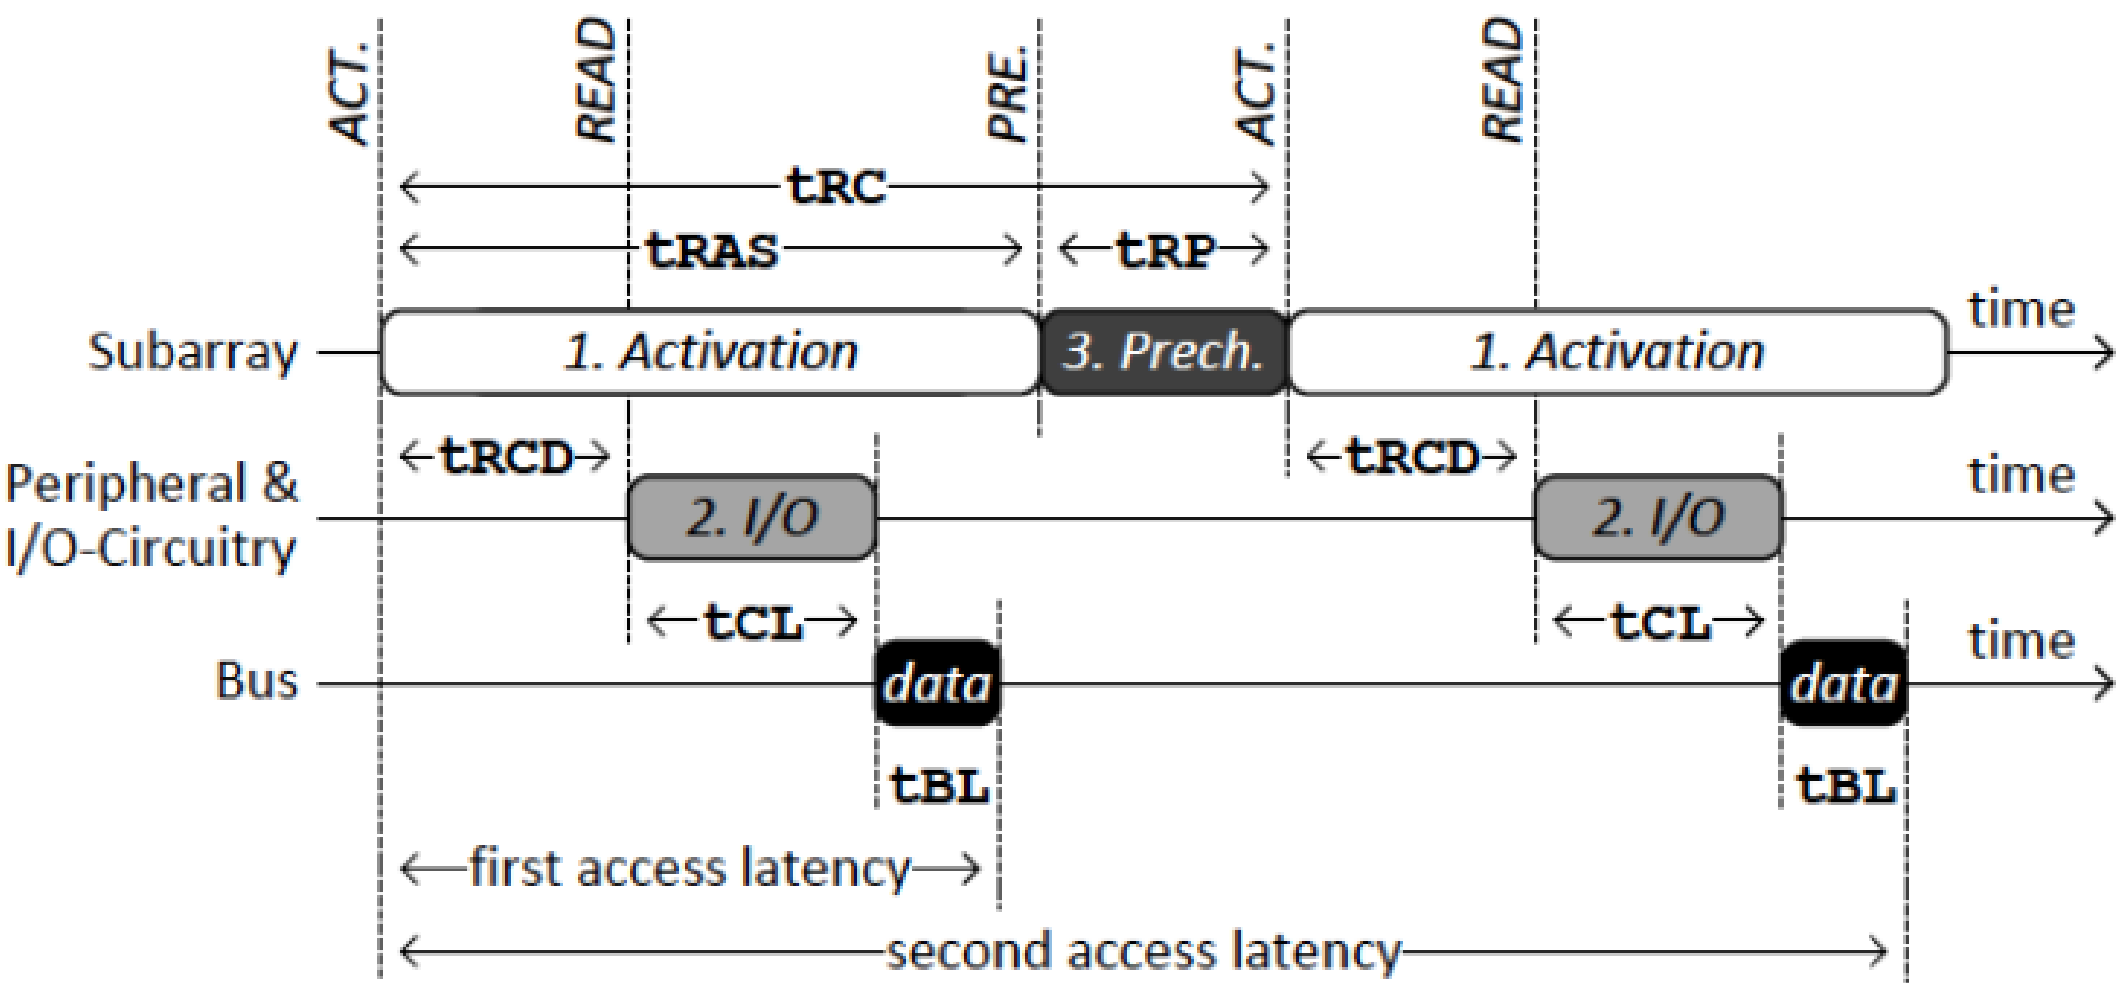 ACT.
READ
PRE.
ACT.
READ
tRC
tRAS
tRP
Subarray
1. Activation
3. Prech.
1. Activation
time
tRCD
tRCD
Peripheral &
I/O-Circuitry
2. I/O
2. I/O
time
tCL
tCL
Bus
data
data
time
tBL
tBL
first access latency
second access latency